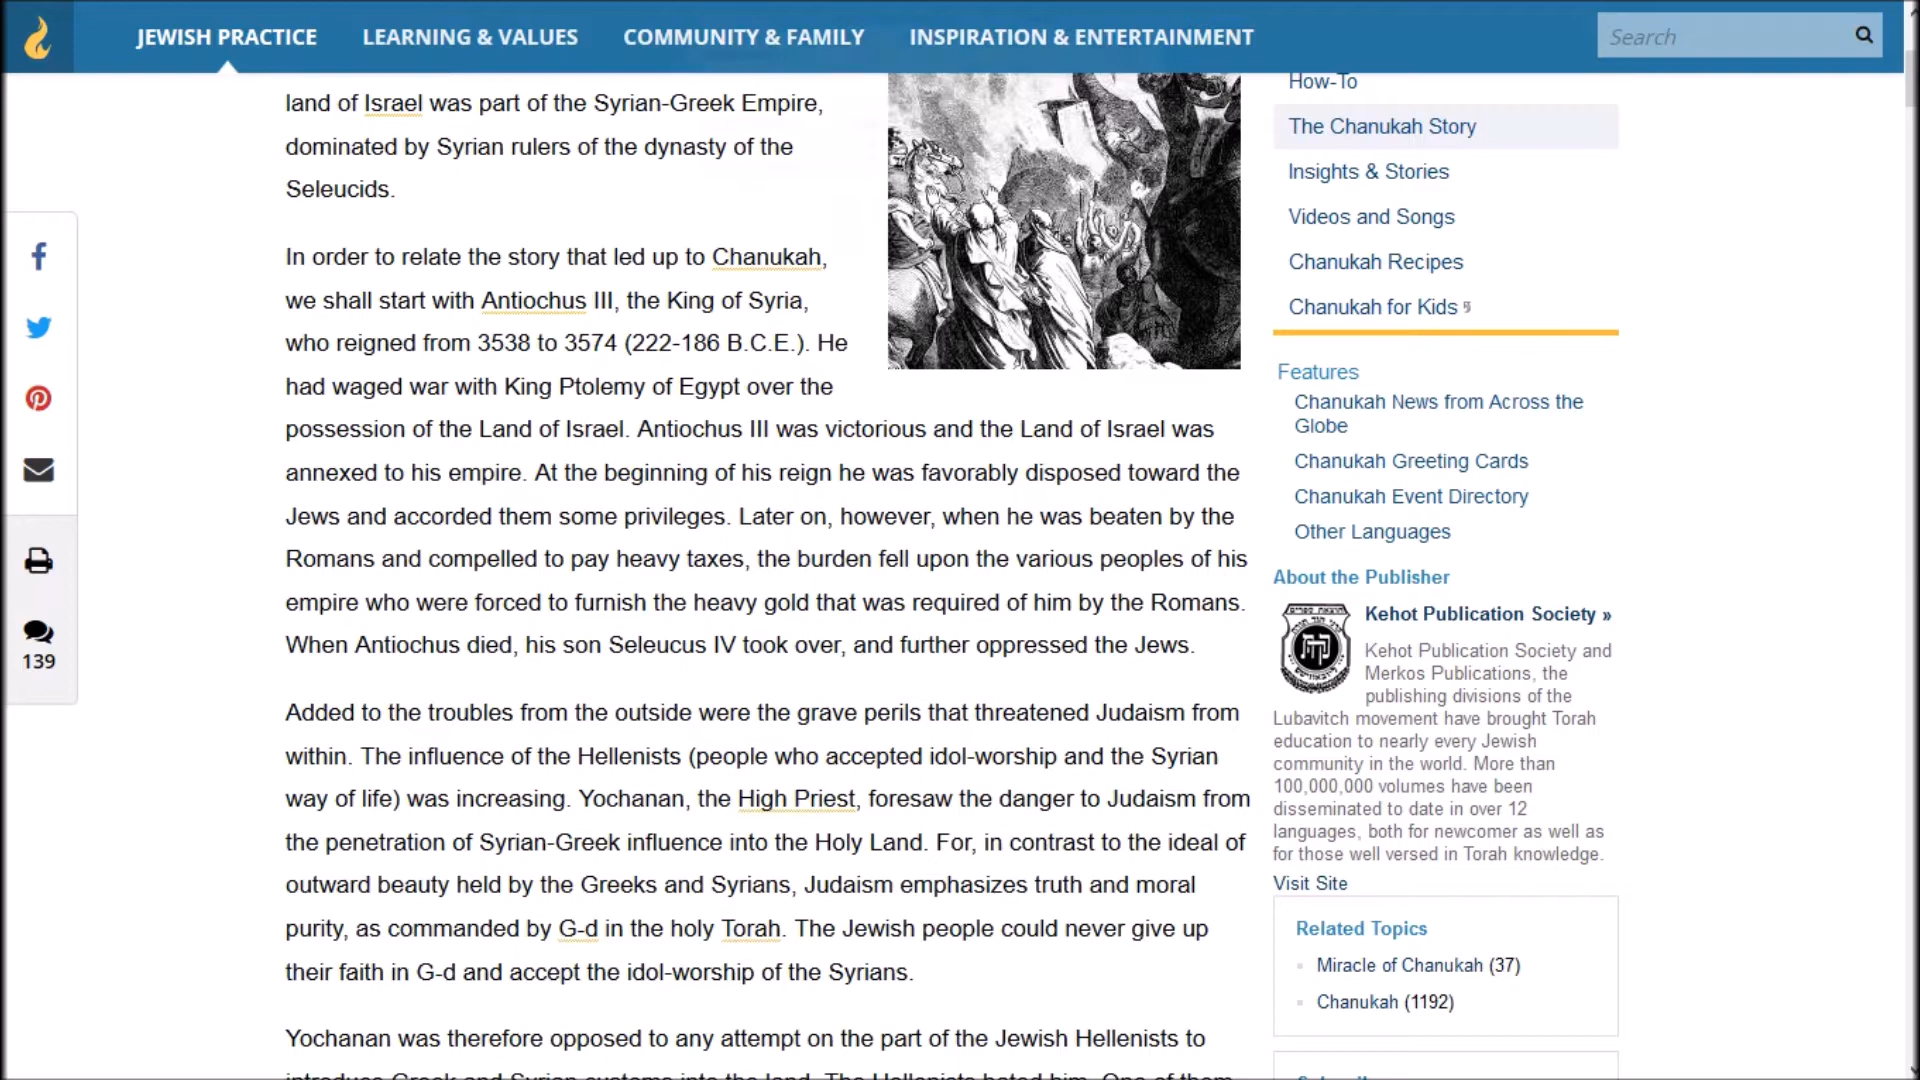 JEWISH PRACTICE LEARNING & VALUES COMMUNITY & FAMILY INSPIRATION & ENTERTAINMENT Search
land of Israel was part of the Syrian-Greek Empire,
dominated by Syrian rulers of the dynasty of the
Seleucids.
In order to relate the story that led up to Chanukah,
we shall start with Antiochus III, the King of Syria,
who reigned from 3538 to 3574 (222-186 B.C.E.). He
had waged war with King Ptolemy of Egypt over the
possession of the Land of Israel. Antiochus III was victorious and the Land of Israel was
annexed to his empire. At the beginning of his reign he was favorably disposed toward the
Jews and accorded them some privileges. Later on, however, when he was beaten by the
Romans and compelled to pay heavy taxes, the burden fell upon the various peoples of his
empire who were forced to furnish the heavy gold that was required of him by the Romans.
When Antiochus died, his son Seleucus IV took over, and further oppressed the Jews.
Added to the troubles from the outside were the grave perils that threatened Judaism from
within. The influence of the Hellenists (people who accepted idol-worship and the Syrian
way of life) was increasing. Yochanan, the High Priest, foresaw the danger to Judaism from
the penetration of Syrian-Greek influence into the Holy Land. For, in contrast to the ideal of
outward beauty held by the Greeks and Syrians, Judaism emphasizes truth and moral
purity, as commanded by G-d in the holy Torah. The Jewish people could never give up
their faith in G-d and accept the idol-worship of the Syrians.
Yochanan was therefore opposed to any attempt on the part of the Jewish Hellenists to
introduce Greek and Syrian customs into the land. The Hellenists hated him. One of them
139
How-To
The Chanukah Story
Insights & Stories
Videos and Songs
Chanukah Recipes
Chanukah for Kids
Features
Chanukah News from Across the
Globe
Chanukah Greeting Cards
Chanukah Event Directory
Other Languages
About the Publisher
Kehot Publication Society »
Kehot Publication Society and
Merkos Publications, the
publishing divisions of the
Lubavitch movement have brought Torah
education to nearly every Jewish
community in the world. More than
100,000,000 volumes have been
disseminated to date in over 12
languages, both for newcomer as well as
for those well versed in Torah knowledge.
Visit Site
Related Topics
Miracle of Chanukah (37)
Chanukah (1192)